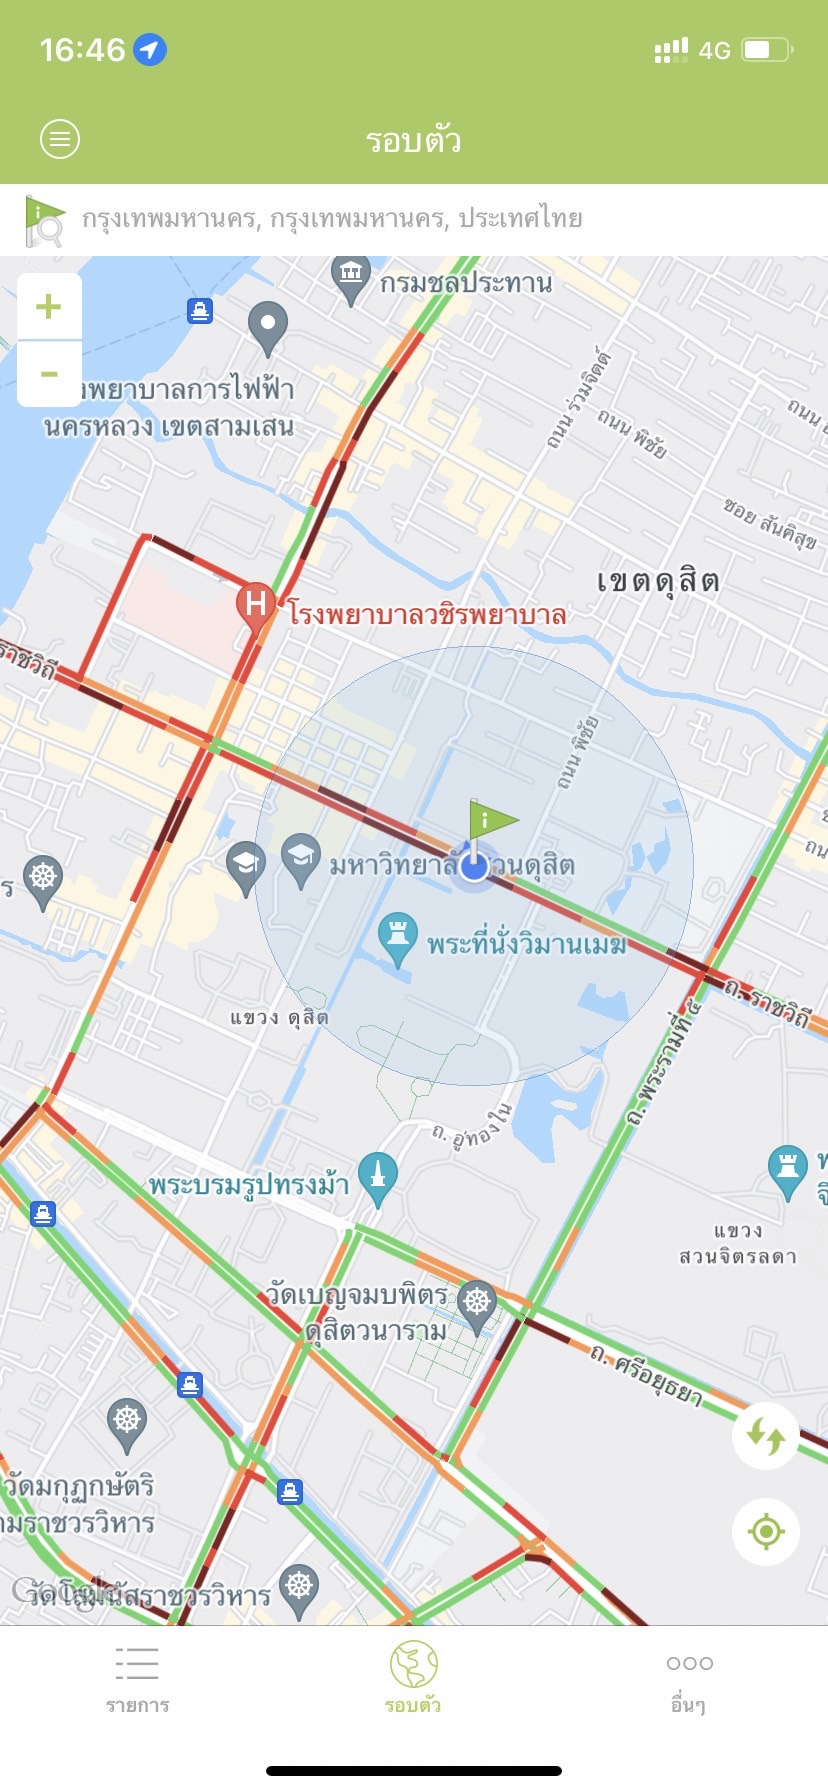 16:46
4G
รอบตัว
กรุงเทพมหานคร, กรุงเทพมหานคร, ประเทศไทย
+
-
กรมชลประทาน
งพยาบาลการไฟฟ้า
นครหลวง เขตสามเสน
ถนน ร่วมจิตต์
ถนน พิชัย
ถนน
ซอย สันติสุข
เขตดุสิต
H
โรงพยาบาลวชิรพยาบาล
ราชวิถี
ถนน พิชัย
i
มหาวิทยาลัยสวนดุสิต
พระที่นั่งวิมานเมฆ
ร
ถ. ราชวิถี
แขวง ดุสิต
ถ. พระรามที่ ๕
ถ. อู่ทองใน
พระบรมรูปทรงม้า
แขวง
สวนจิตรลดา
วัดเบญจมบพิตร
ดุสิตวนาราม
ถ. ศรีอยุธยา
วัดมกุฏกษัตริ
ามราชวรวิหาร
Google
วัดโสมนัสราชวรวิหาร
รายการ
รอบตัว
อื่นๆ